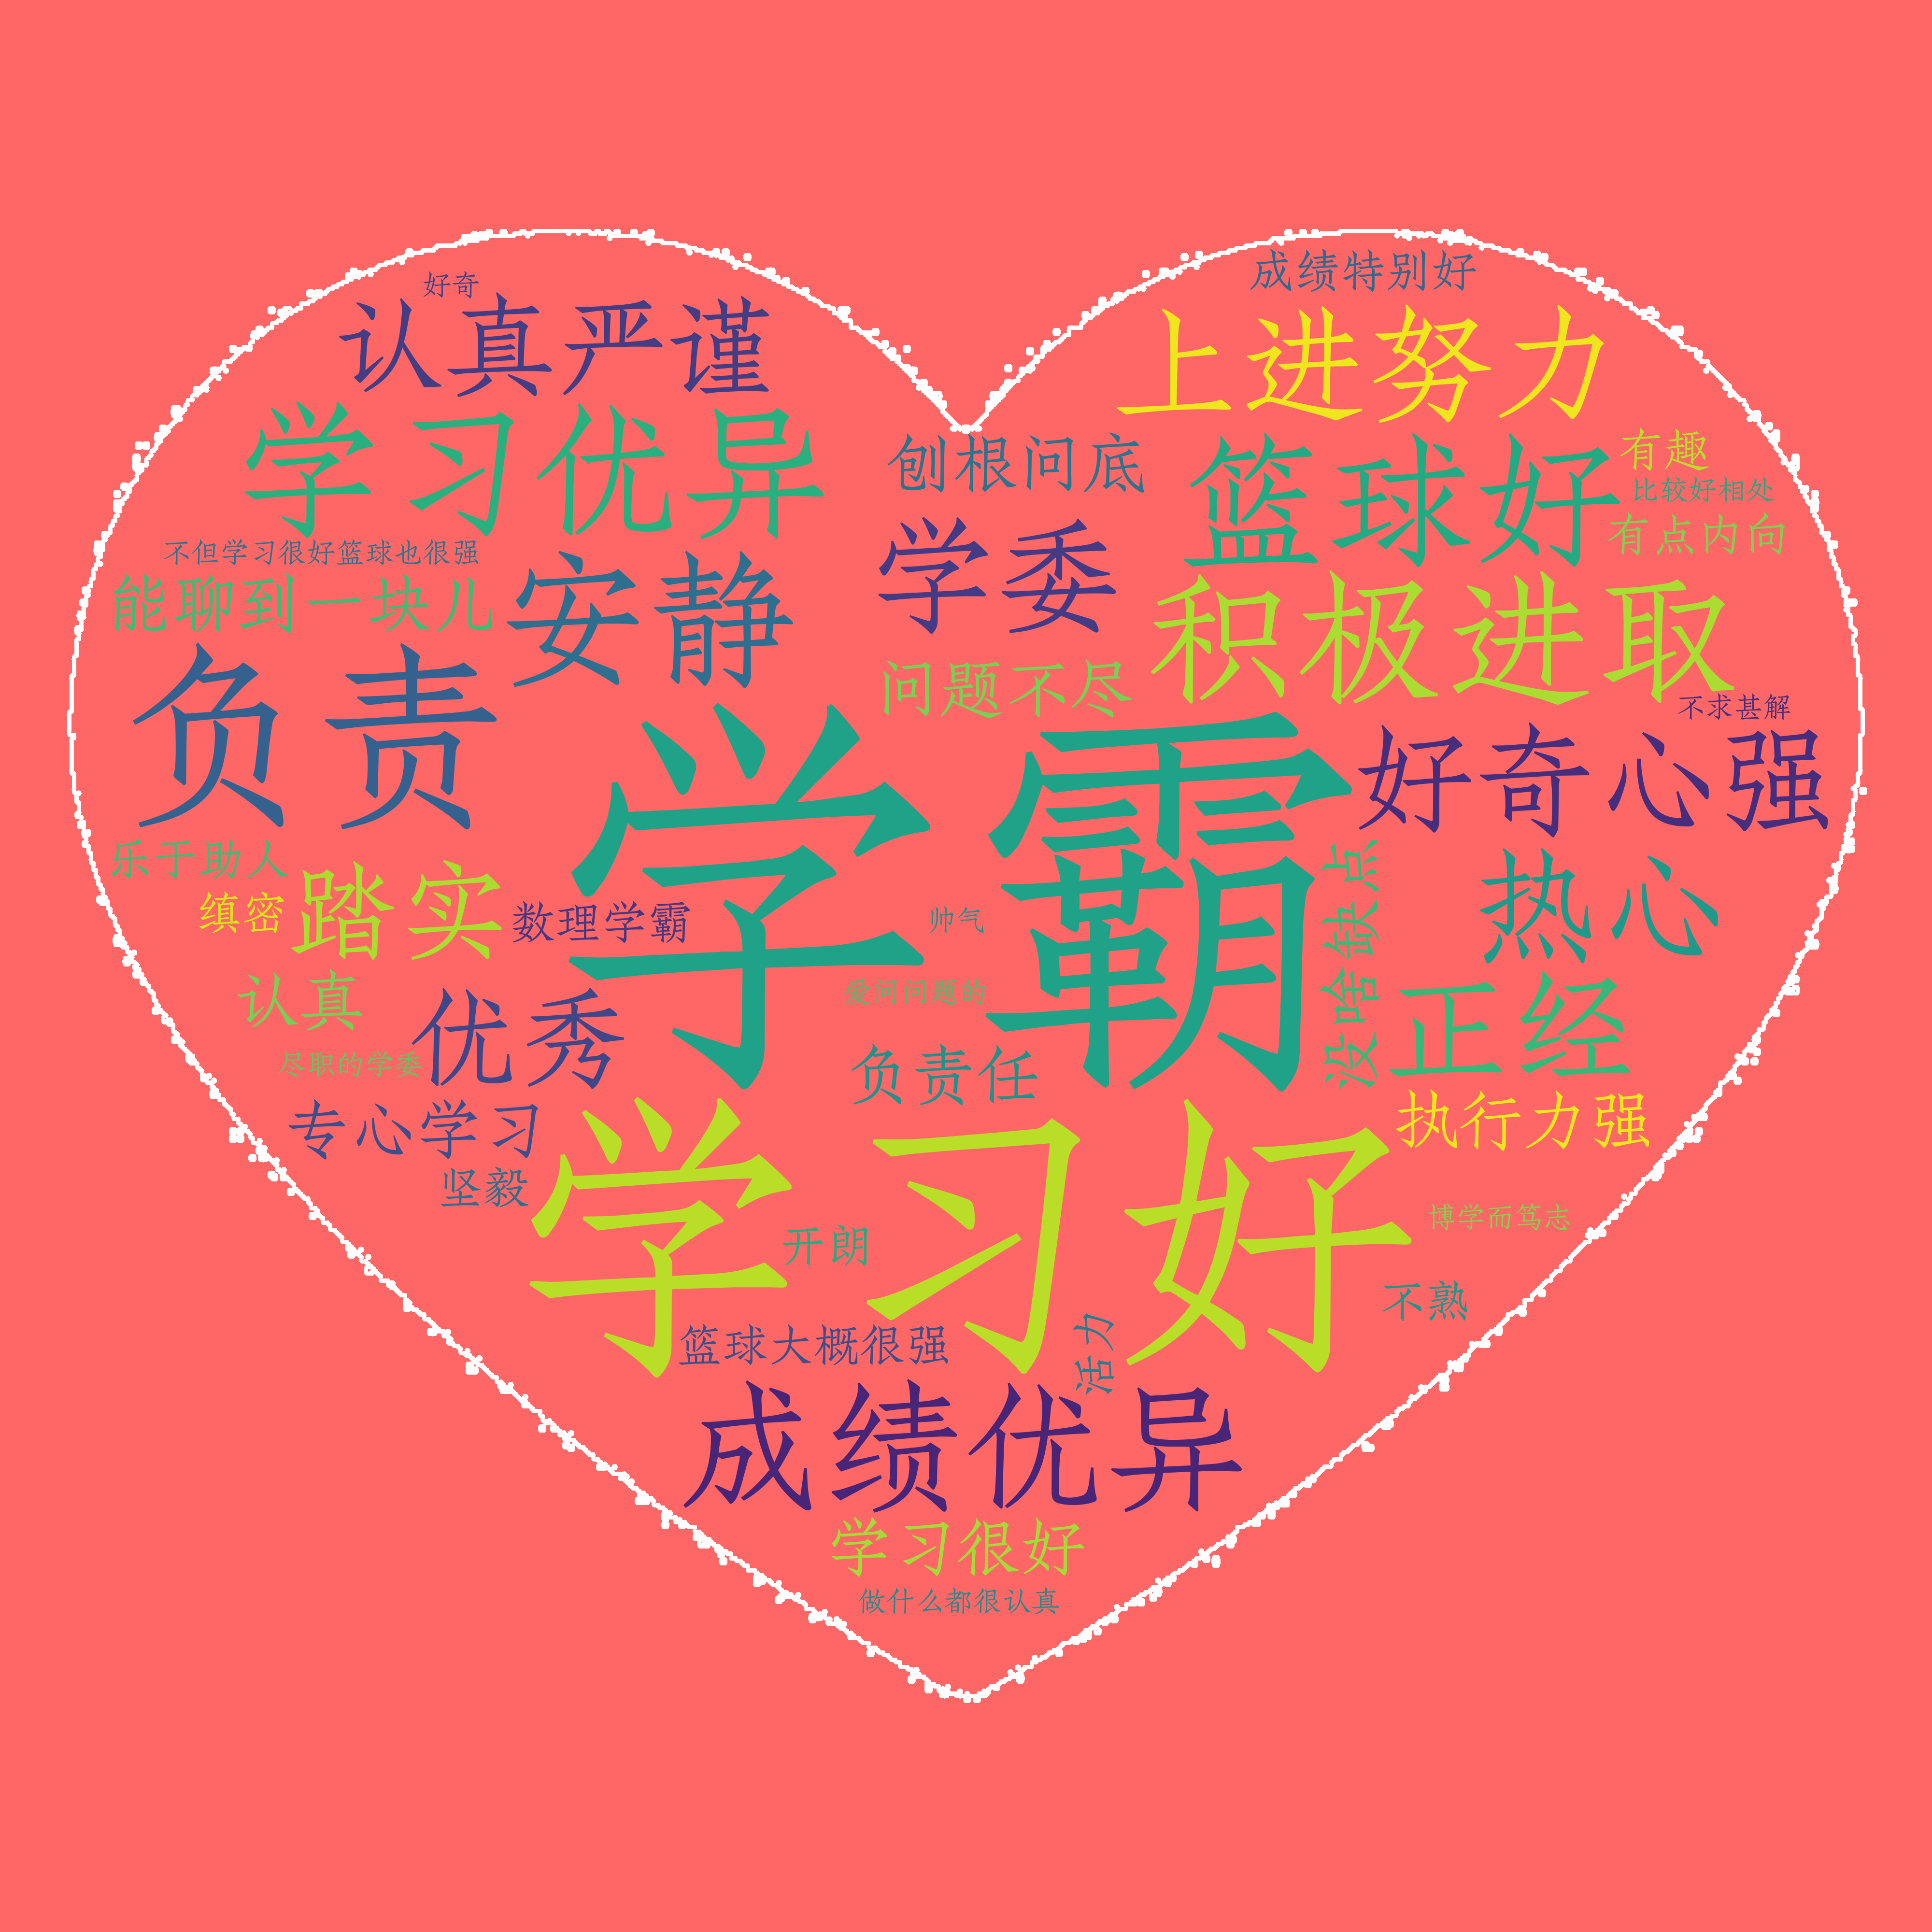 好奇
认真严谨
成绩特别好
上进努力
学习优异
刨根问底
篮球好
有趣
比较好相处
有点内向
不但学习很好篮球也很强
能聊到一块儿
安静
学委
积极进取
负责
问题不尽
不求甚解
学霸
好奇心强
乐于助人
缜密
踏实
数理学霸
帅气
没啥缺点
热心
认真
爱问问题的
正经
优秀
尽职的学委
负责任
专心学习
执行力强
坚毅
学习好
开朗
博学而笃志
不熟
篮球大概很强
活力
成绩优异
学习很好
做什么都很认真